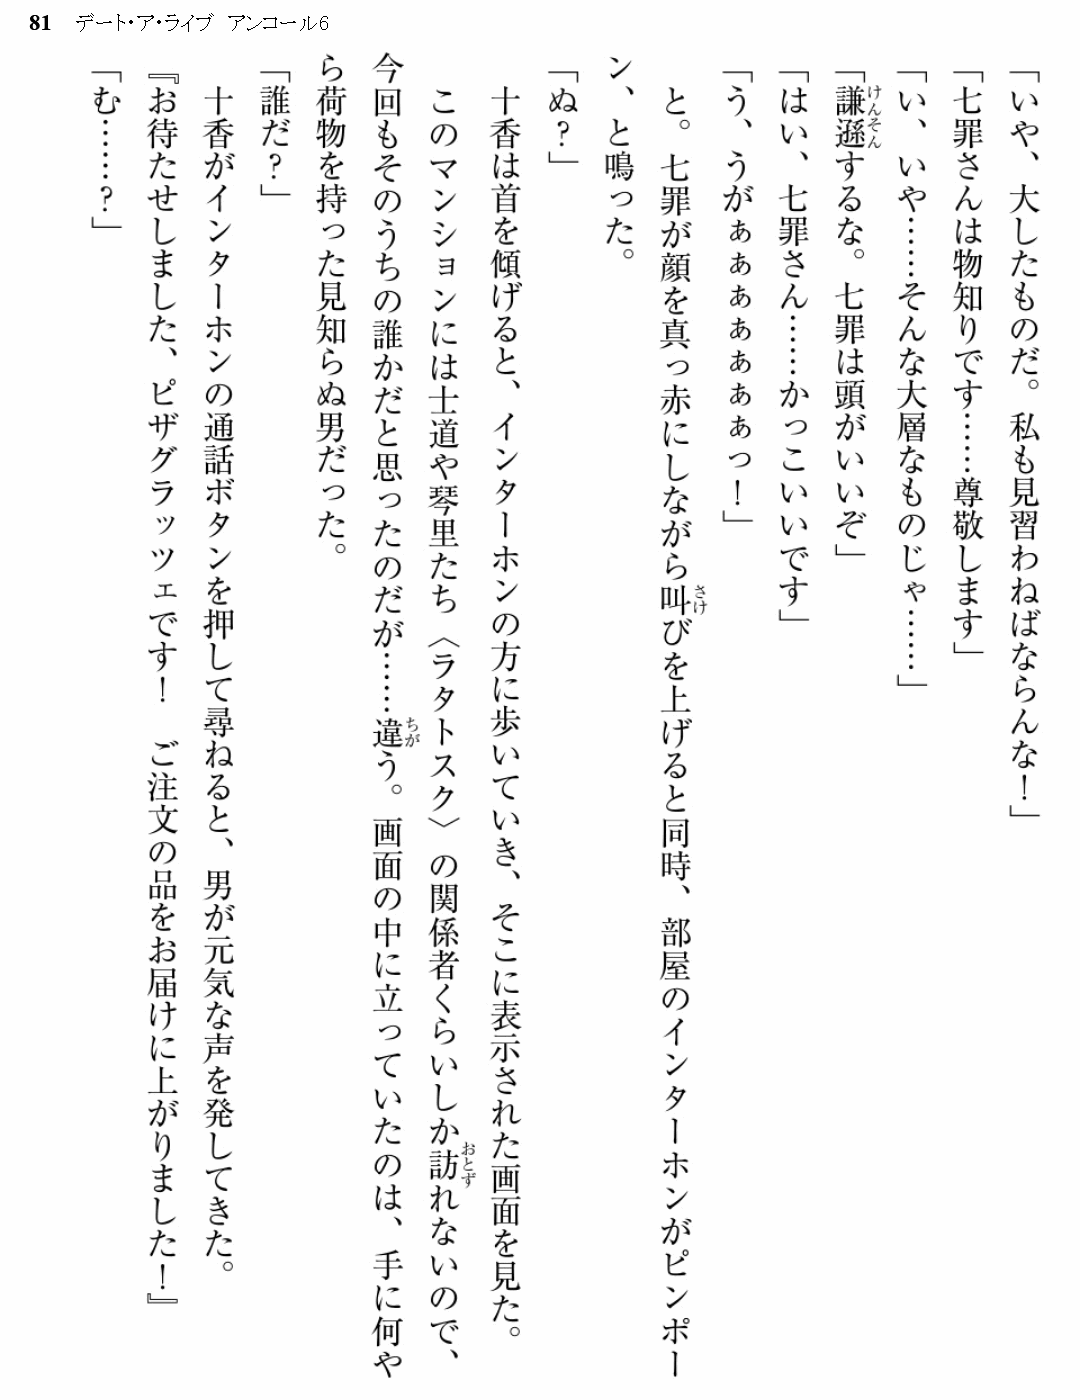 81 デート・ア・ライブ アンコール6
「いや、大したものだ。私も見習わねばならんな！」
「七罪さんは物知りです……尊敬します」
「い、いや……そんな大層なものじゃ……」
「謙遜するな。七罪は頭がいいぞ」
けんそん
「はい、七罪さん……かっこいいです」
「う、うがぁぁぁぁぁぁぁっ！」
　と。七罪が顔を真っ赤にしながら叫びを上げると同時、部屋のインターホンがピンポー
さけ
ン、と鳴った。
「ぬ？」
　十香は首を傾げると、インターホンの方に歩いていき、そこに表示された画面を見た。
　このマンションには士道や琴里たち〈ラタトスク〉の関係者くらいしか訪れないので、
おとず
今回もそのうちの誰かだと思ったのだが……違う。画面の中に立っていたのは、手に何や
ちが
ら荷物を持った見知らぬ男だった。
「誰だ？」
　十香がインターホンの通話ボタンを押して尋ねると、男が元気な声を発してきた。
『お待たせしました、ピザグラッツェです！　ご注文の品をお届けに上がりました！』
「む……？」